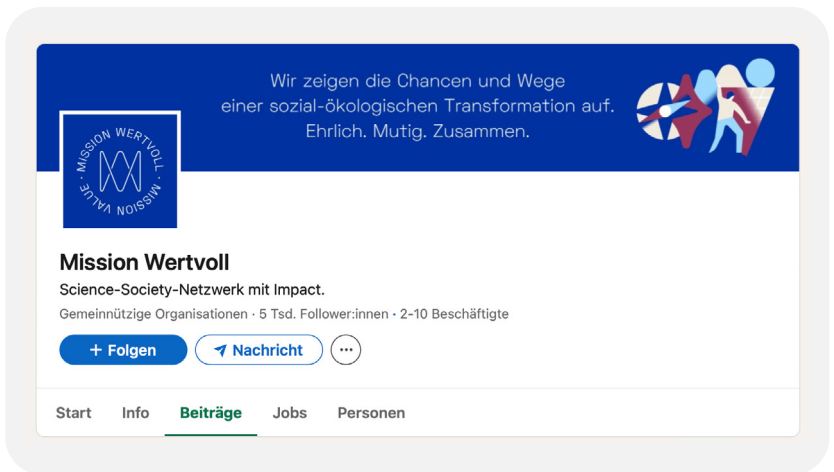 Wir zeigen die Chancen und Wege
einer sozial-ökologischen Transformation auf.
Ehrlich. Mutig. Zusammen.
MISSION WERTVOLL · MISSION VALUE ·
Mission Wertvoll
Science-Society-Netzwerk mit Impact.
Gemeinnützige Organisationen · 5 Tsd. Follower:innen · 2-10 Beschäftigte
+ Folgen Nachricht ···
Start Info Beiträge Jobs Personen